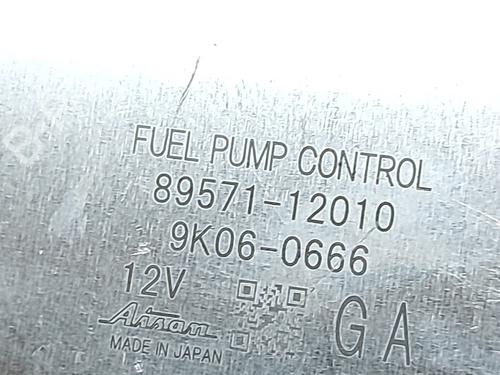 FUEL PUMP CONTROL
89571-12010
9K06-0666
12V
Aisan
GA
MADE IN JAPAN